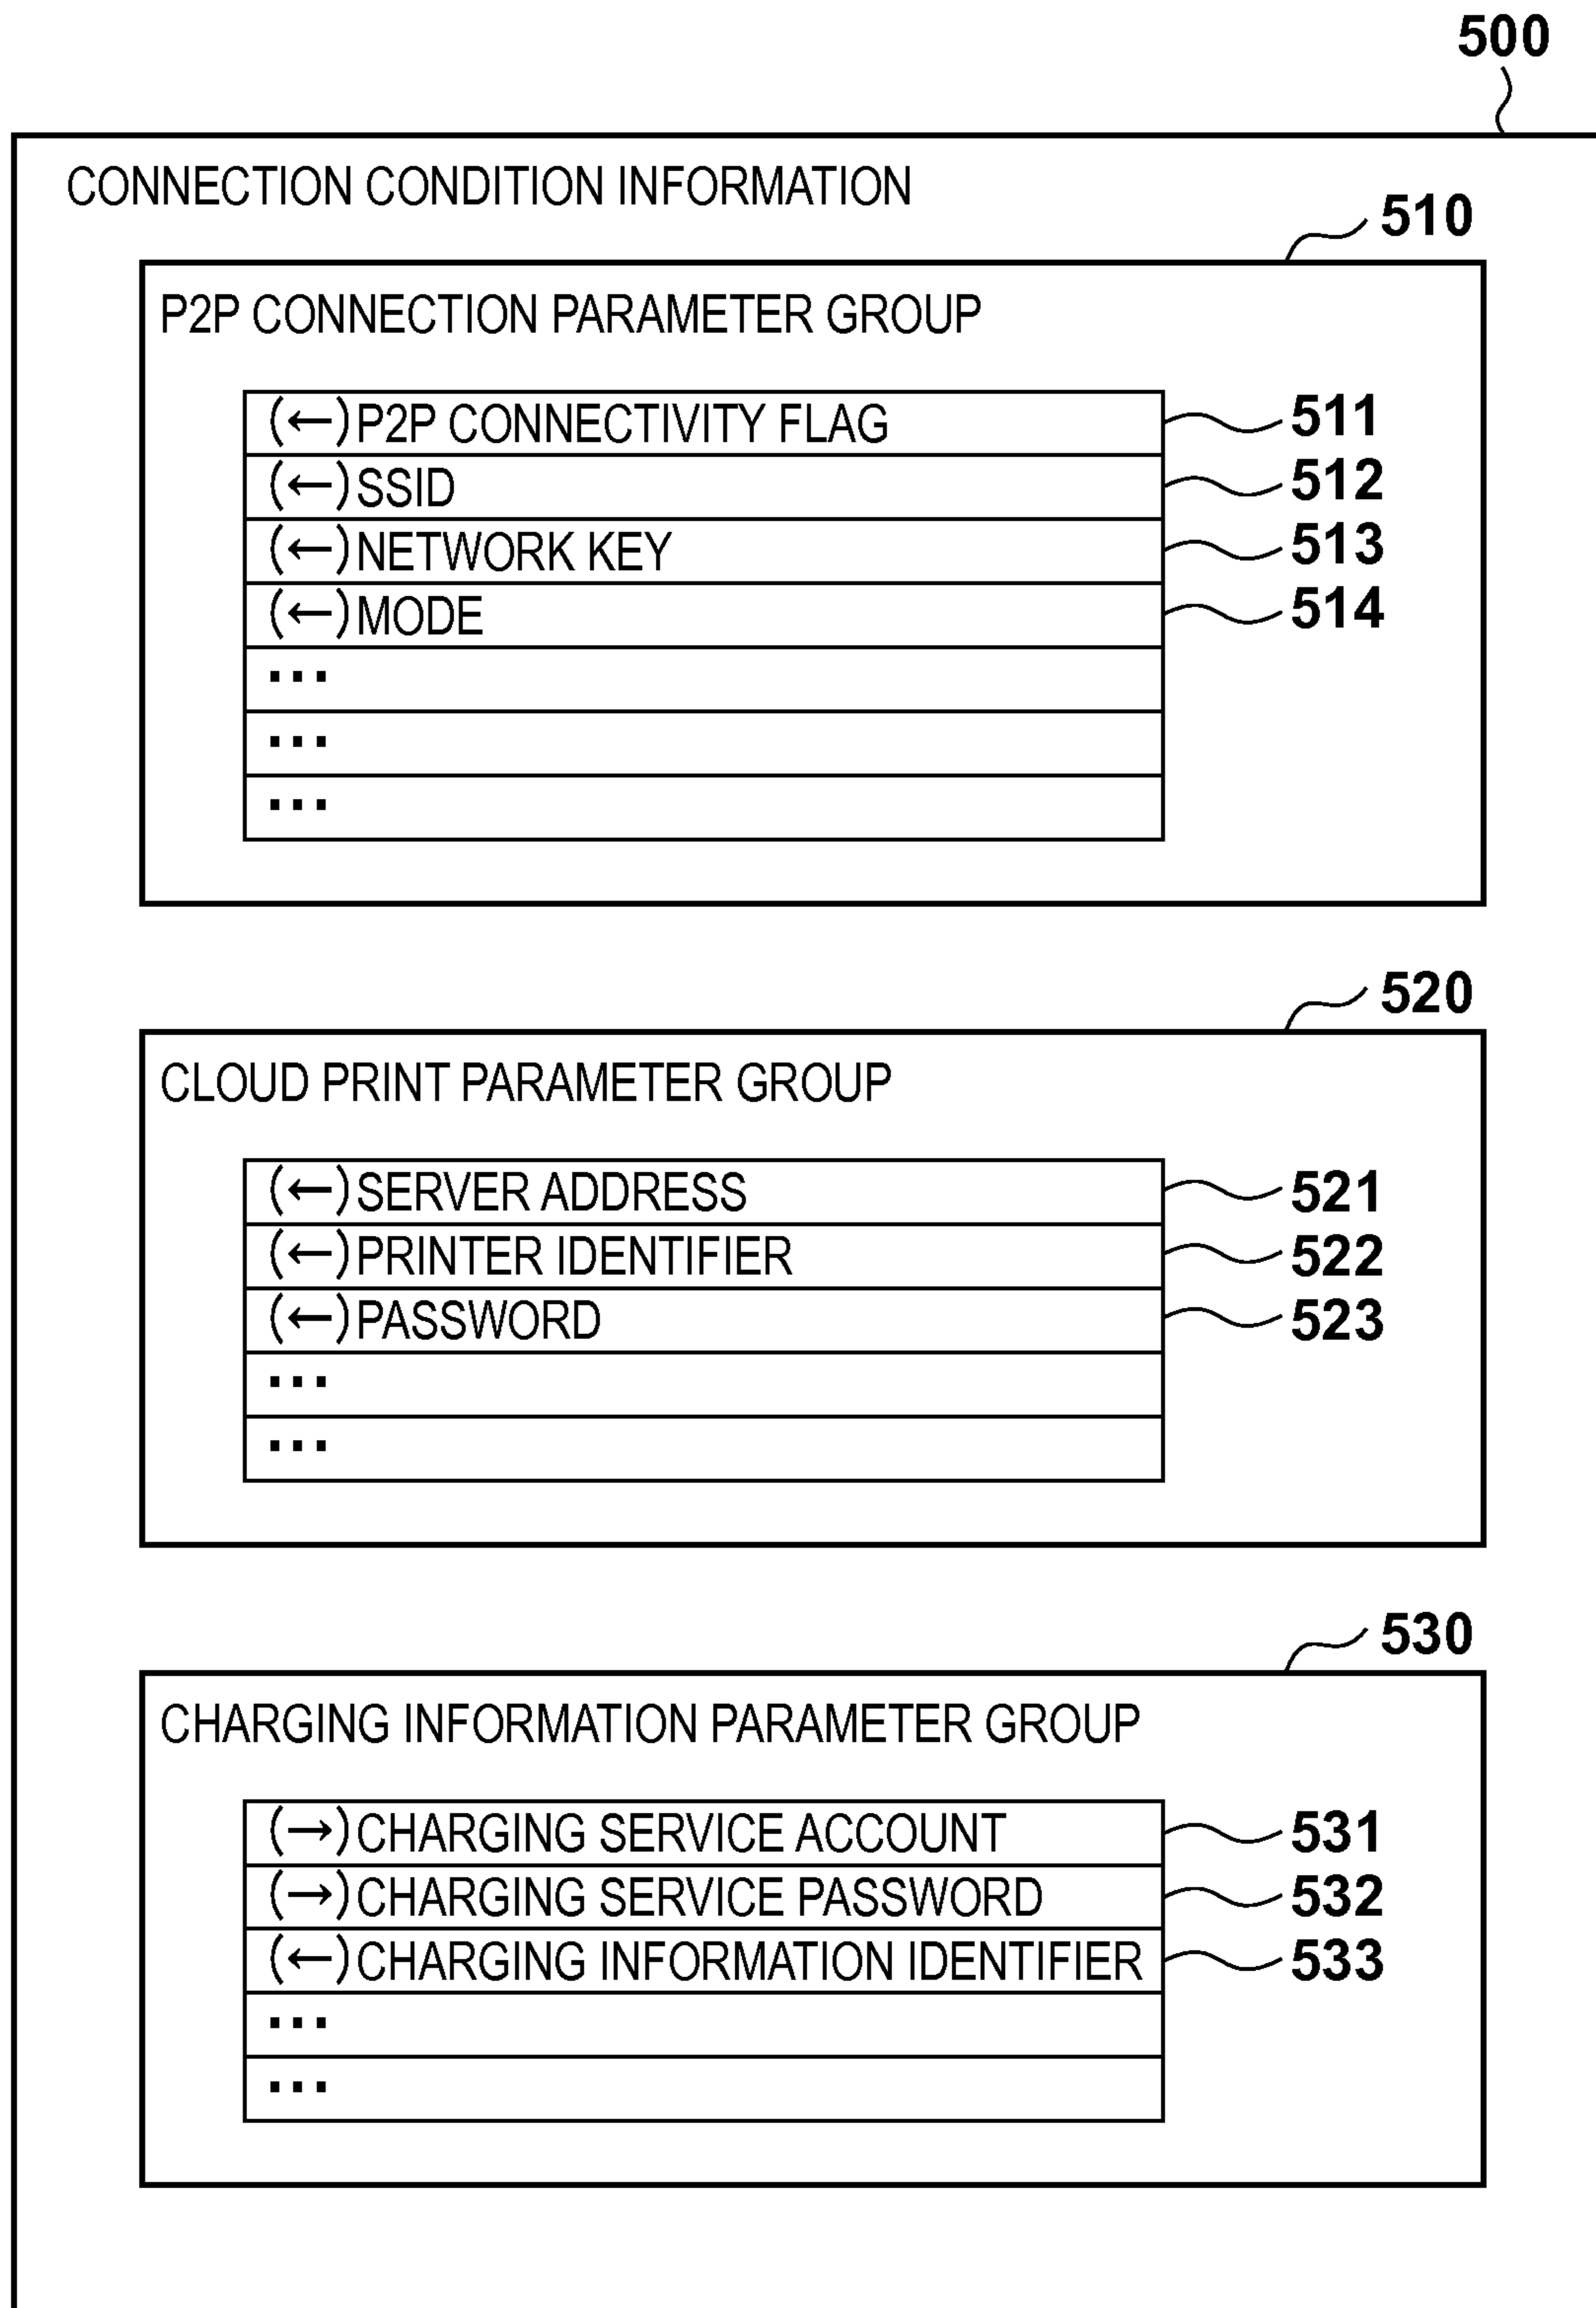 500
CONNECTION CONDITION INFORMATION
510
P2P CONNECTION PARAMETER GROUP
(←)P2P CONNECTIVITY FLAG 511
(←)SSID 512
(←)NETWORK KEY 513
(←)MODE 514
...
...
...
520
CLOUD PRINT PARAMETER GROUP
(←)SERVER ADDRESS 521
(←)PRINTER IDENTIFIER 522
(←)PASSWORD 523
...
...
530
CHARGING INFORMATION PARAMETER GROUP
(→)CHARGING SERVICE ACCOUNT 531
(→)CHARGING SERVICE PASSWORD 532
(←)CHARGING INFORMATION IDENTIFIER 533
...
...